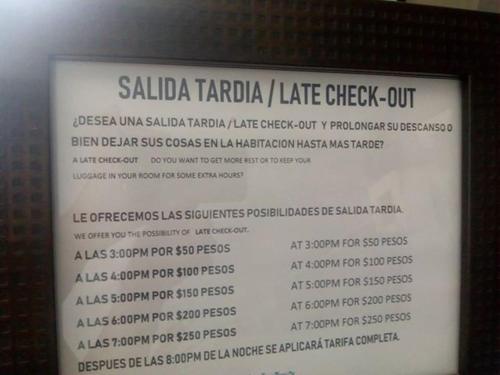 SALIDA TARDIA / LATE CHECK-OUT
¿DESEA UNA SALIDA TARDIA / LATE CHECK-OUT Y PROLONGAR SU DESCANSO O
BIEN DEJAR SUS COSAS EN LA HABITACION HASTA MAS TARDE?
A LATE CHECK-OUT DO YOU WANT TO GET MORE REST OR TO KEEP YOUR
LUGGAGE IN YOUR ROOM FOR SOME EXTRA HOURS?
LE OFRECEMOS LAS SIGUIENTES POSIBILIDADES DE SALIDA TARDIA.
WE OFFER YOU THE POSSIBILITY OF LATE CHECK-OUT.
A LAS 3:00PM POR $50 PESOS AT 3:00PM FOR $50 PESOS
A LAS 4:00PM POR $100 PESOS AT 4:00PM FOR $100 PESOS
A LAS 5:00PM POR $150 PESOS AT 5:00PM FOR $150 PESOS
A LAS 6:00PM POR $200 PESOS AT 6:00PM FOR $200 PESOS
A LAS 7:00PM POR $250 PESOS AT 7:00PM FOR $250 PESOS
DESPUES DE LAS 8:00PM DE LA NOCHE SE APLICARÁ TARIFA COMPLETA.